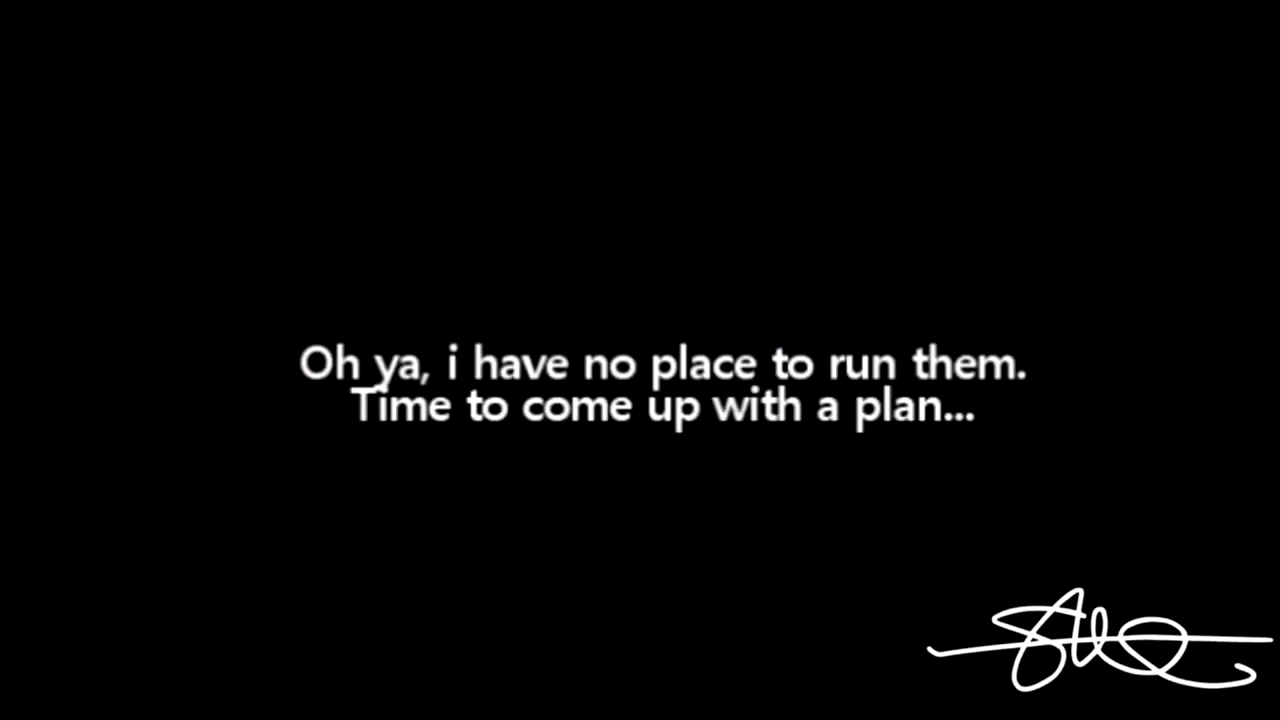 Oh ya, i have no place to run them.
Time to come up with a plan...